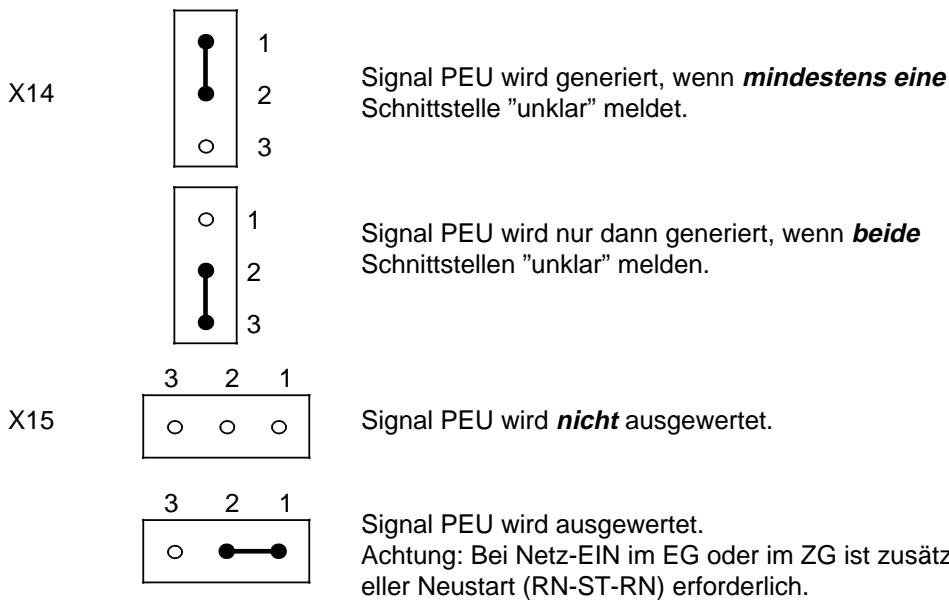 1
X14
2
3
Signal PEU wird generiert, wenn mindestens eine
Schnittstelle ”unklar” meldet.
1
2
3
Signal PEU wird nur dann generiert, wenn beide
Schnittstellen ”unklar” melden.
3 2 1
X15
Signal PEU wird nicht ausgewertet.
3 2 1
Signal PEU wird ausgewertet.
Achtung: Bei Netz-EIN im EG oder im ZG ist zusätz
eller Neustart (RN-ST-RN) erforderlich.